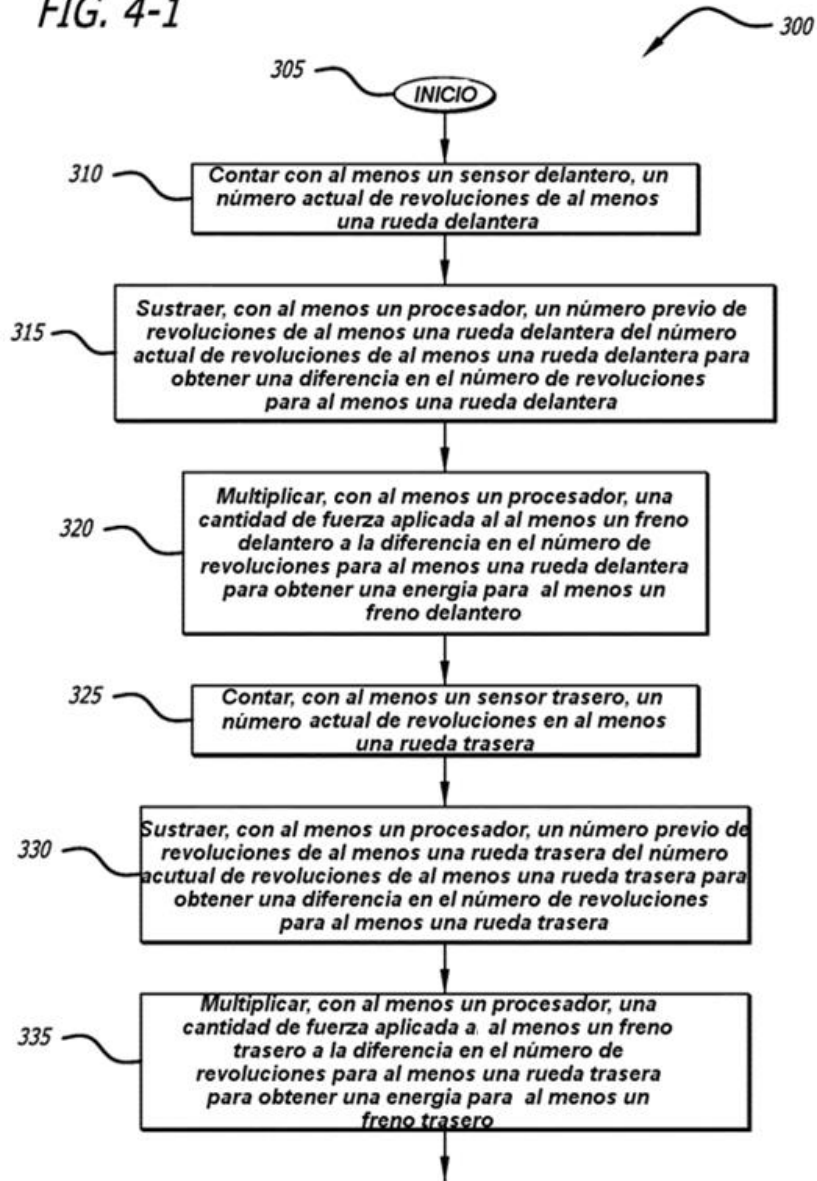 FIG. 4-1
300
305
INICIO
310
Contar con al menos un sensor delantero, un
número actual de revoluciones de al menos
una rueda delantera
315
Sustraer, con al menos un procesador, un número previo de
revoluciones de al menos una rueda delantera del número
actual de revoluciones de al menos una rueda delantera para
obtener una diferencia en el número de revoluciones
para al menos una rueda delantera
320
Multiplicar, con al menos un procesador, una
cantidad de fuerza aplicada al al menos un freno
delantero a la diferencia en el número de
revoluciones para al menos una rueda delantera
para obtener una energia para al menos un
freno delantero
325
Contar, con al menos un sensor trasero, un
número actual de revoluciones en al menos
una rueda trasera
330
Sustraer, con al menos un procesador, un número previo de
revoluciones de al menos una rueda trasera del número
acutual de revoluciones de al menos una rueda trasera para
obtener una diferencia en el número de revoluciones
para al menos una rueda trasera
335
Multiplicar, con al menos un procesador, una
cantidad de fuerza aplicada a al menos un freno
trasero a la diferencia en el número de
revoluciones para al menos una rueda trasera
para obtener una energia para al menos un
freno trasero